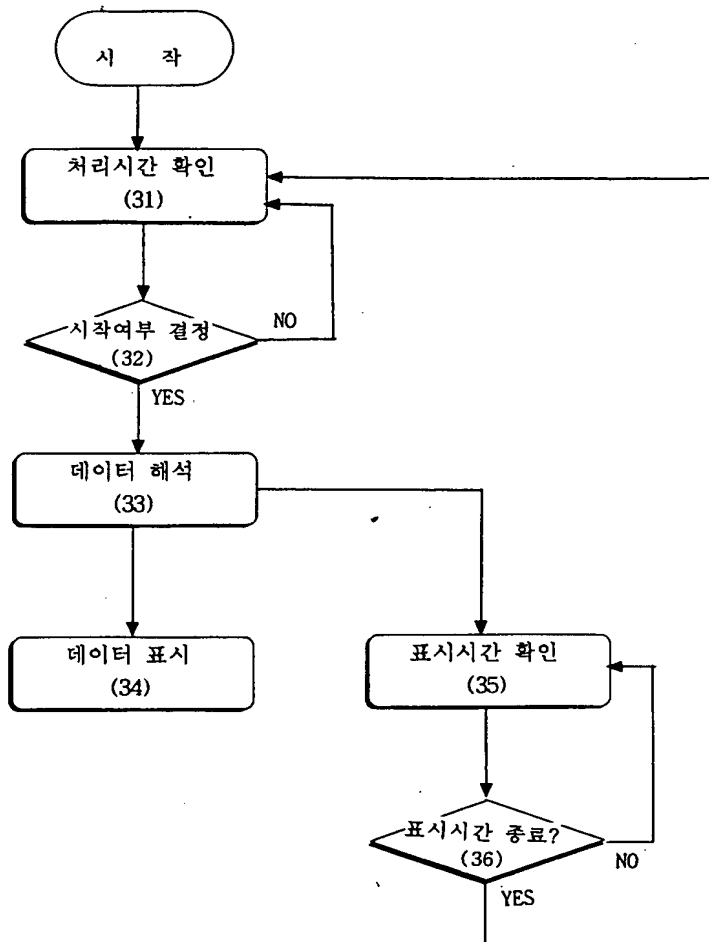 시 작
처리시간 확인
(31)
시작여부 결정
(32)
NO
YES
데이터 해석
(33)
데이터 표시
(34)
표시시간 확인
(35)
표시시간 종료?
(36)
NO
YES